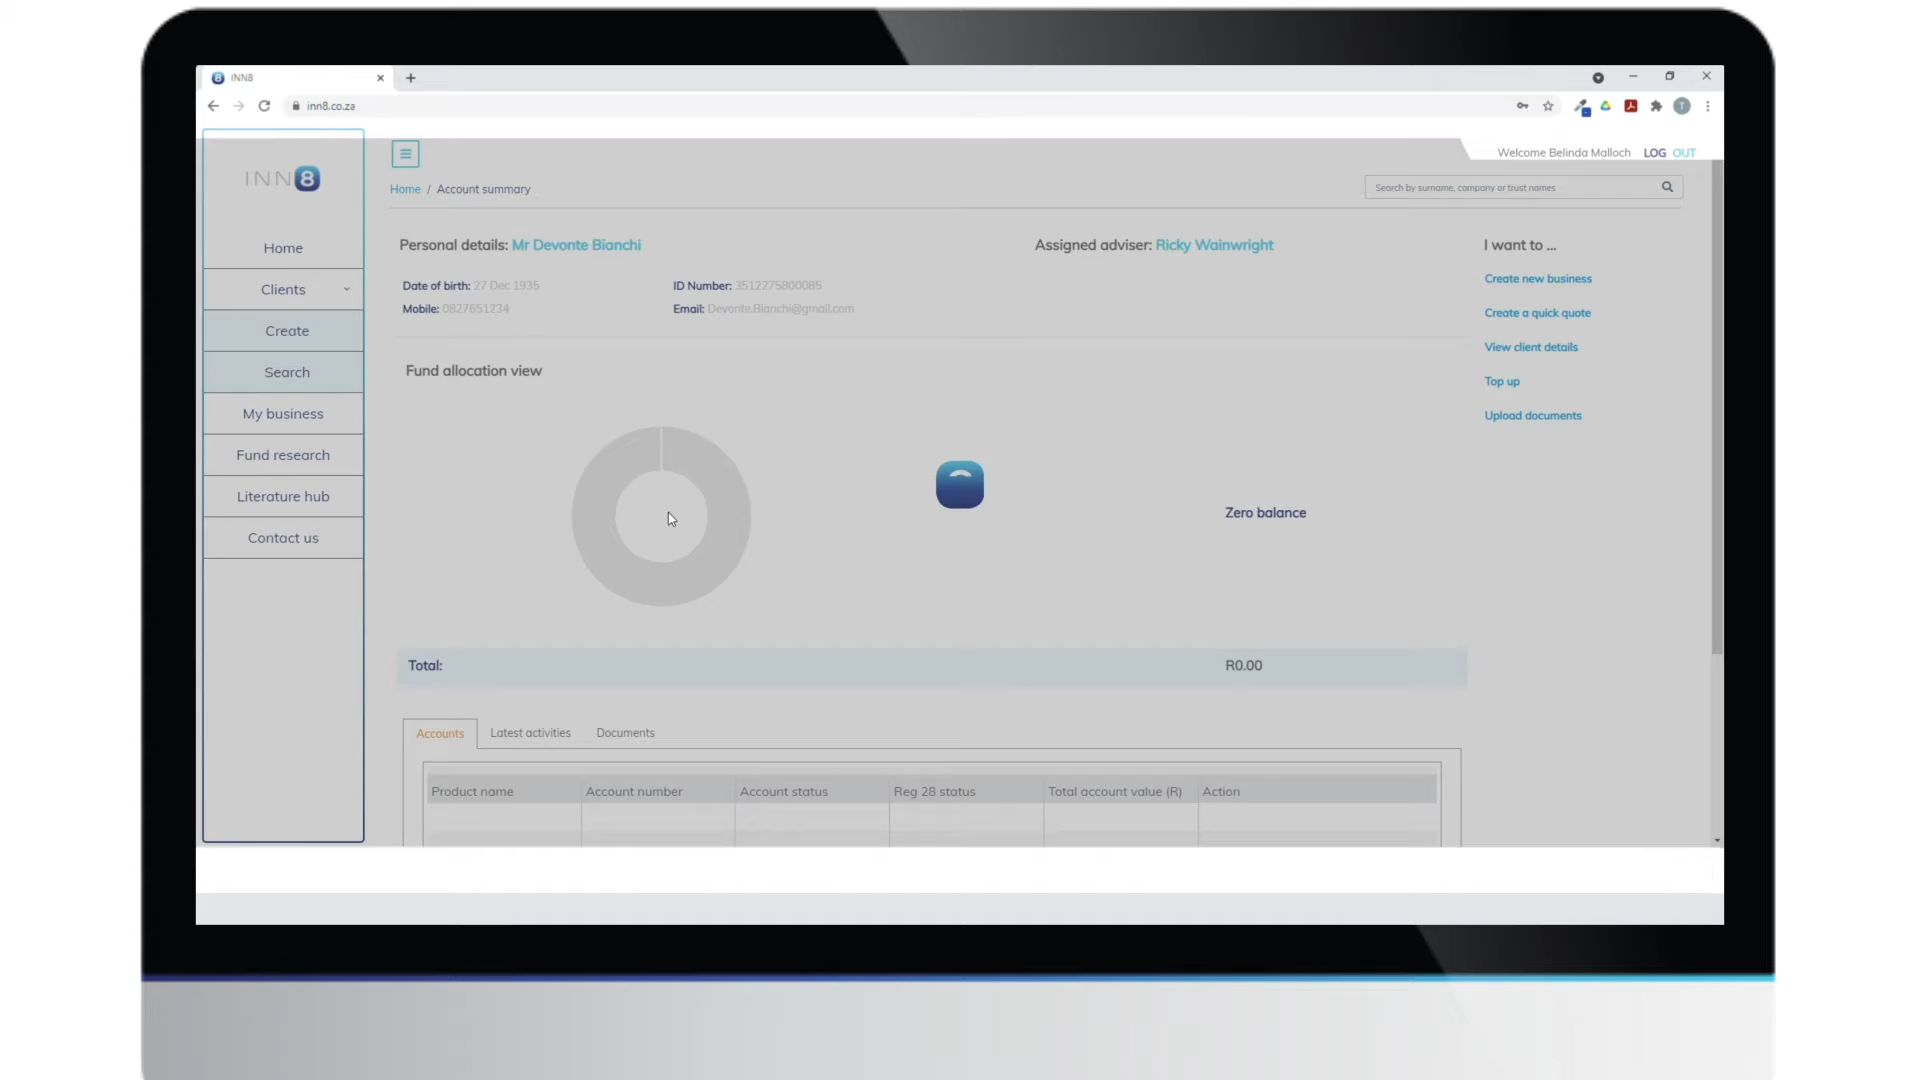 INN8
inn8.co.za
T
INN8
Welcome Belinda Malloch LOG OUT
Home / Account summary
Search by surname, company or trust names
Home
Clients
Create
Search
My business
Fund research
Literature hub
Contact us
Personal details: Mr Devonte Bianchi
Assigned adviser: Ricky Wainwright
Date of birth: 27 Dec 1935
ID Number: 3512275800085
Mobile: 0827651234
Email: Devonte.Bianchi@gmail.com
I want to ...
Create new business
Create a quick quote
View client details
Top up
Upload documents
Fund allocation view
Zero balance
Total: R0.00
Accounts Latest activities Documents
Product name Account number Account status Reg 28 status Total account value (R) Action